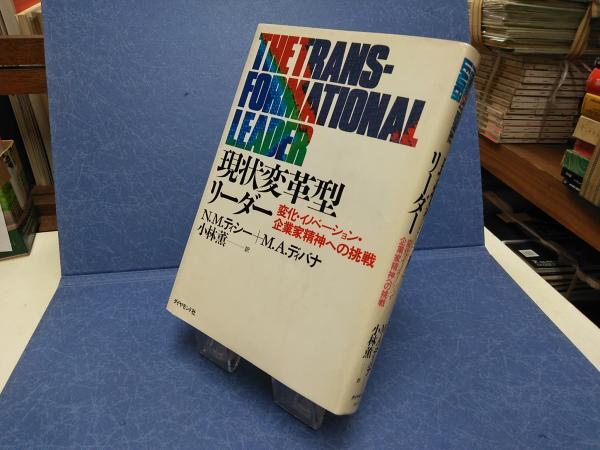 THE TRANS-
FORMATIONAL
LEADER
現状変革型
リーダー
変化・イノベーション・
企業家精神への挑戦
N.M.ティシー+M.A.ディバナ
小林薫 訳
ダイヤモンド社
LEADER
リーダー
企業家精神への挑戦
小林薫